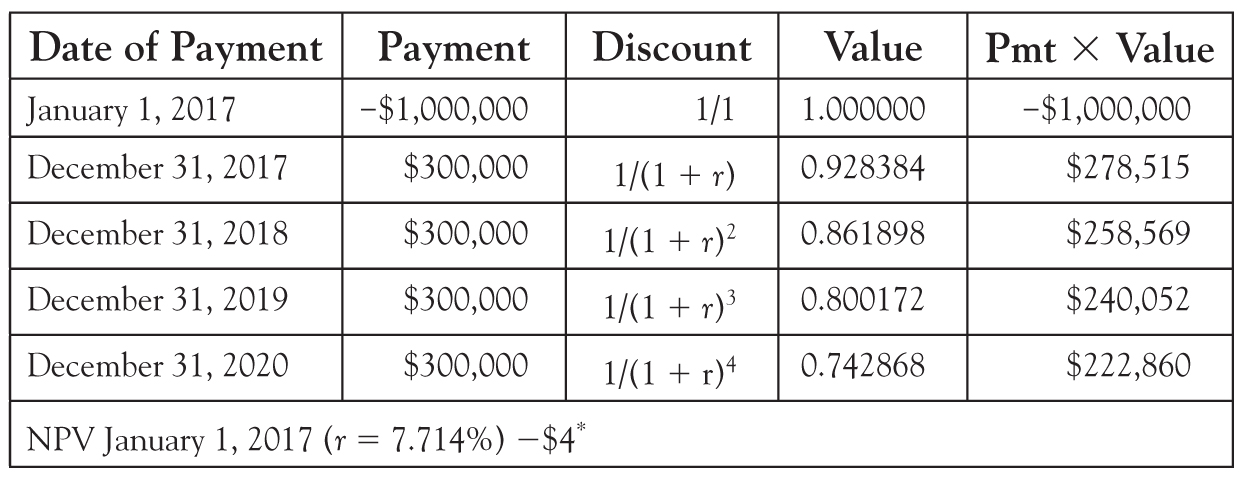 Date of Payment Payment Discount Value Pmt × Value
January 1, 2017 –$1,000,000 1/1 1.000000 –$1,000,000
December 31, 2017 $300,000 1/(1 + r) 0.928384 $278,515
December 31, 2018 $300,000 1/(1 + r)² 0.861898 $258,569
December 31, 2019 $300,000 1/(1 + r)³ 0.800172 $240,052
December 31, 2020 $300,000 1/(1 + r)⁴ 0.742868 $222,860
NPV January 1, 2017 (r = 7.714%) –$4*